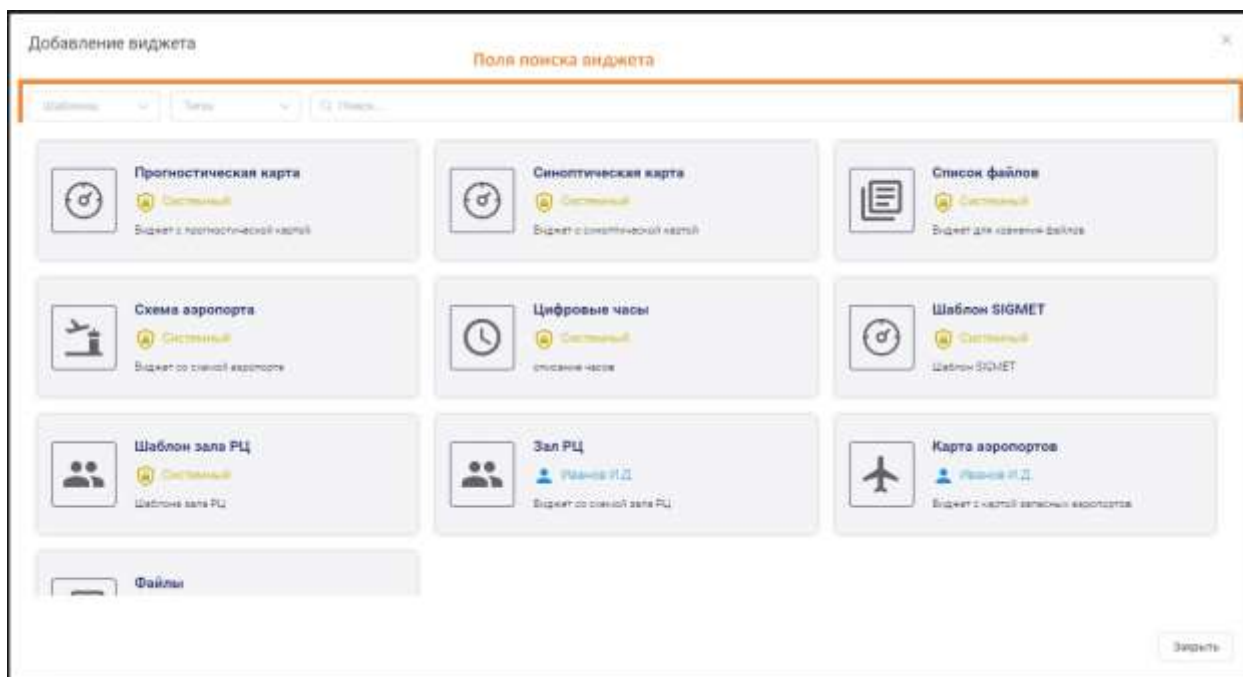 Добавление виджета
Поля поиска виджета
Шаблоны
Теги
Поиск...
Прогностическая карта
Системный
Виджет с прогностической картой
Синоптическая карта
Системный
Виджет с синоптической картой
Список файлов
Системный
Виджет для хранения файлов
Схема аэропорта
Системный
Виджет со схемой аэропорта
Цифровые часы
Системный
описание часов
Шаблон SIGMET
Системный
Шаблон SIGMET
Шаблон зала РЦ
Системный
Шаблона зала РЦ
Зал РЦ
Иванов И.Д.
Виджет со схемой зала РЦ
Карта аэропортов
Иванов И.Д.
Виджет с картой запасных аэропортов
Файлы
Закрыть